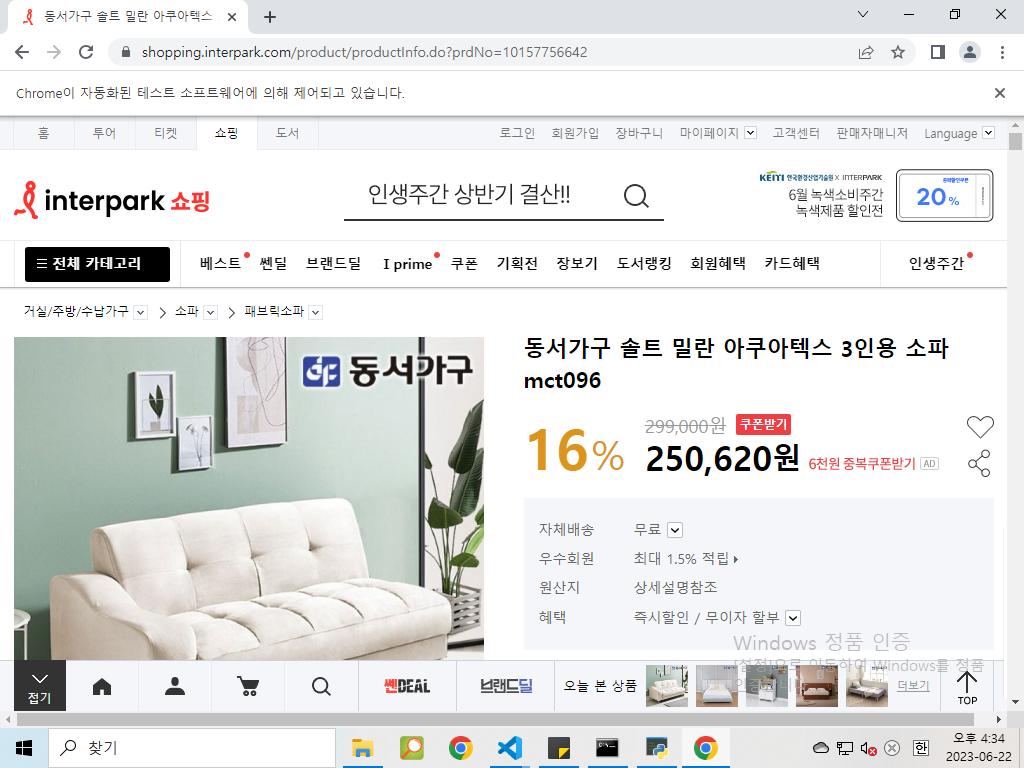 동서가구 솔트 밀란 아쿠아텍스
shopping.interpark.com/product/productInfo.do?prdNo=10157756642
Chrome이 자동화된 테스트 소프트웨어에 의해 제어되고 있습니다.
홈 투어 티켓 쇼핑 도서 로그인 회원가입 장바구니 마이페이지 고객센터 판매자매니저 Language
interpark 쇼핑
인생주간 상반기 결산!!
KEITI 한국환경산업기술원 X INTERPARK
6월 녹색소비주간
녹색제품 할인전
20%
전체 카테고리 베스트 쎈딜 브랜드딜 I prime 쿠폰 기획전 장보기 도서랭킹 회원혜택 카드혜택 인생주간
거실/주방/수납가구 소파 패브릭소파
동서가구
동서가구 솔트 밀란 아쿠아텍스 3인용 소파
mct096
16% 299,000원 쿠폰받기
250,620원 6천원 중복쿠폰받기 AD
자체배송 무료
우수회원 최대 1.5% 적립
원산지 상세설명참조
혜택 즉시할인 / 무이자 할부
Windows 정품 인증
[설정]으로 이동하여 Windows를 정품
접기 쎈DEAL 브랜드딜 오늘 본 상품 더보기 TOP
찾기
한
오후 4:34
2023-06-22